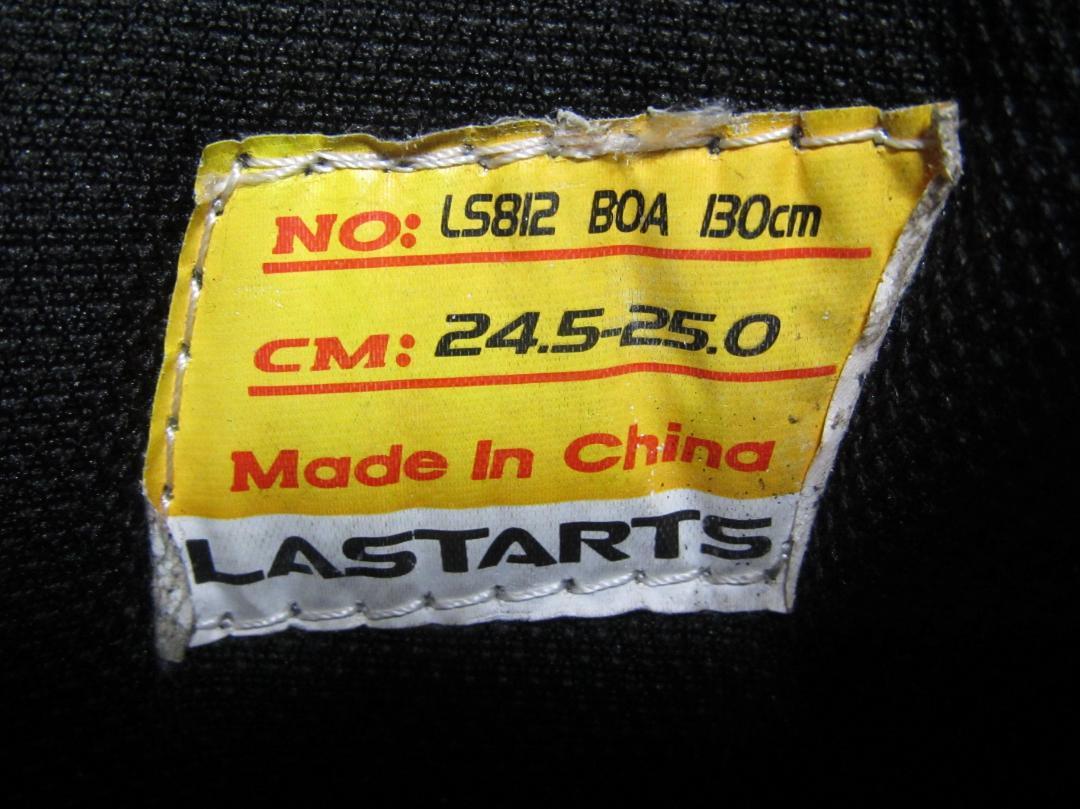 NO: LS812 BOA 130cm
CM: 24.5-25.0
Made In China
LASTARTS